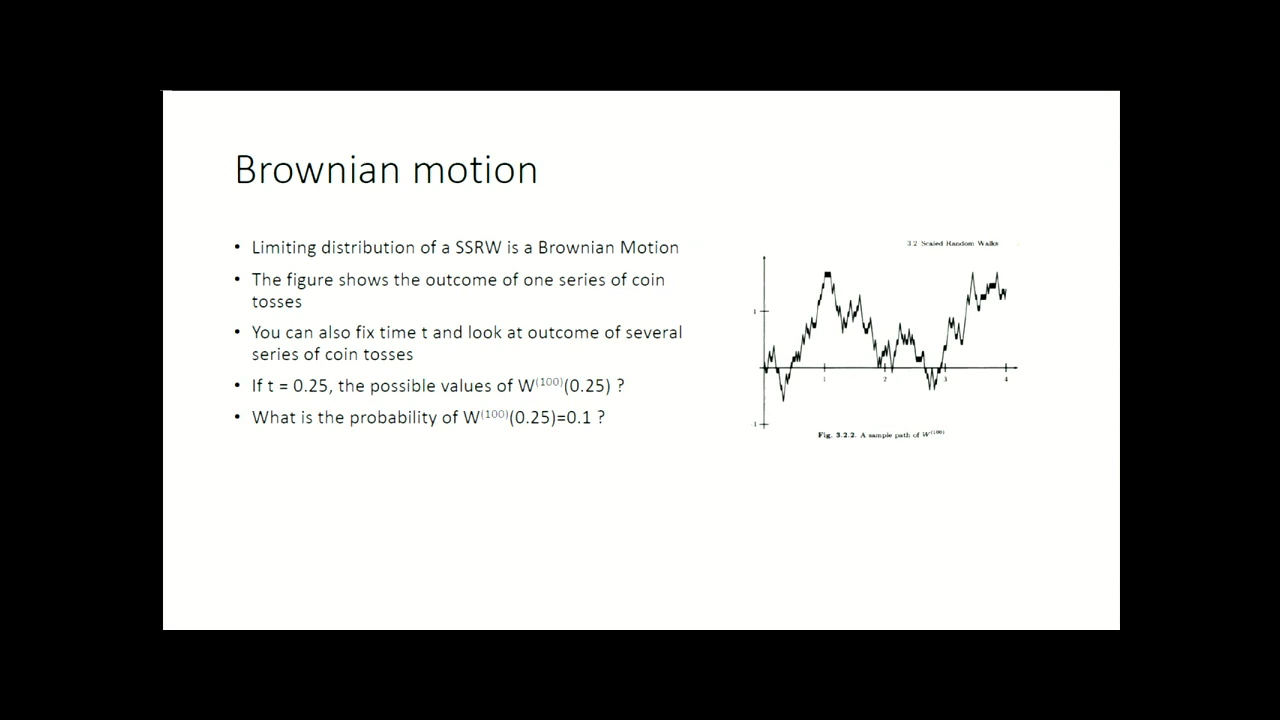 Brownian motion
• Limiting distribution of a SSRW is a Brownian Motion
• The figure shows the outcome of one series of coin
tosses
• You can also fix time t and look at outcome of several
series of coin tosses
• If t = 0.25, the possible values of W⁽¹⁰⁰⁾(0.25) ?
• What is the probability of W⁽¹⁰⁰⁾(0.25)=0.1 ?
3.2 Scaled Random Walks
1
1 2 3 4
-1
Fig. 3.2.2. A sample path of W⁽¹⁰⁰⁾